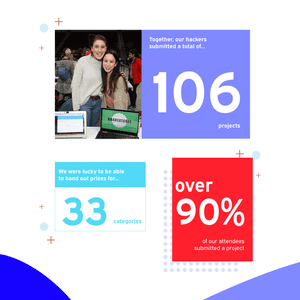 Together, our hackers
submitted a total of...
106
projects
We were lucky to be able
to hand out prizes for...
33
categories
over
90%
of our attendees
submitted a project